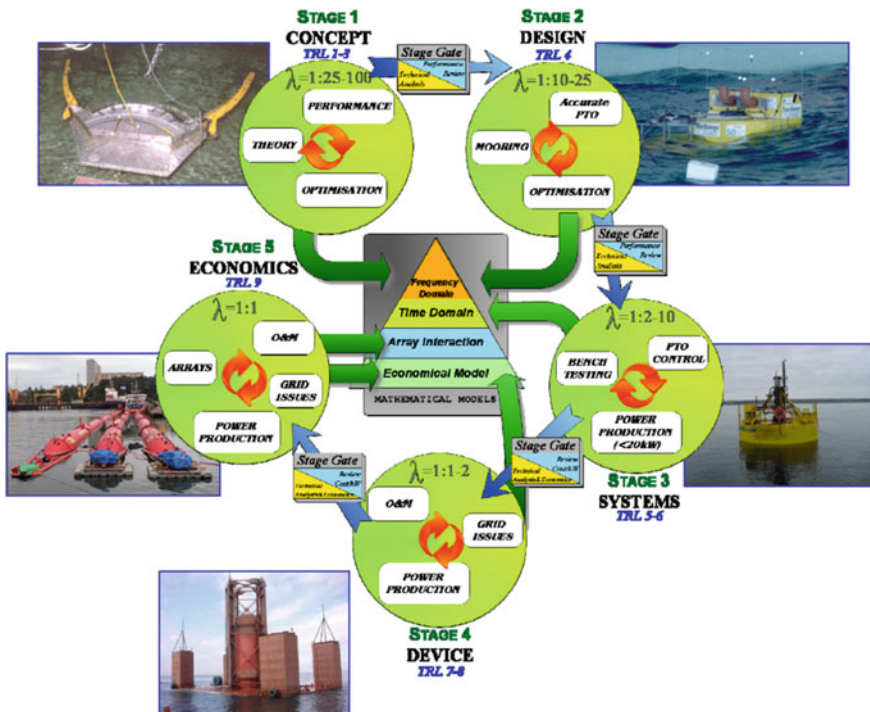 STAGE 1
CONCEPT
TRL 1-3
λ=1:25-100
PERFORMANCE
THEORY
OPTIMISATION
Stage Gate
Performance
Review
Technical
Analysis
STAGE 2
DESIGN
TRL 4
λ=1:10-25
Accurate
PTO
MOORING
OPTIMISATION
Stage Gate
Performance
Review
Technical
Analysis
STAGE 5
ECONOMICS
TRL 9
λ=1:1
O&M
ARRAYS
GRID
ISSUES
POWER
PRODUCTION
Frequency
Domain
Time Domain
Array Interaction
Economical Model
MATHEMATICAL MODELS
λ=1:2-10
PTO
CONTROL
BENCH
TESTING
POWER
PRODUCTION
(<20kW)
STAGE 3
SYSTEMS
TRL 5-6
Stage Gate
Review
Technical
Stage Gate
Review
Technical
λ=1:1-2
O&M
GRID
ISSUES
POWER
PRODUCTION
STAGE 4
DEVICE
TRL 7-8